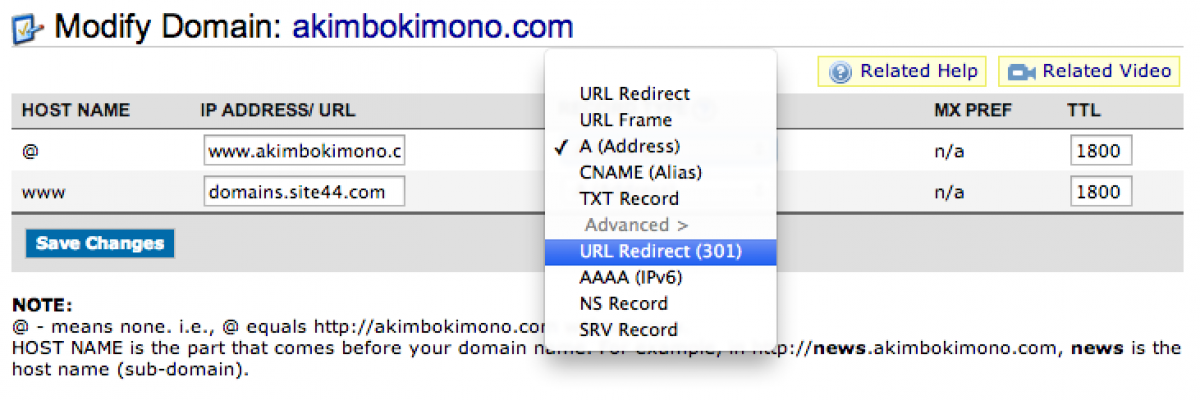 Modify Domain: akimbokimono.com
Related Help
Related Video
HOST NAME IP ADDRESS/ URL MX PREF TTL
@ www.akimbokimono.c n/a 1800
www domains.site44.com n/a 1800
URL Redirect
URL Frame
✓ A (Address)
CNAME (Alias)
TXT Record
Advanced >
URL Redirect (301)
AAAA (IPv6)
NS Record
SRV Record
Save Changes
NOTE:
@ - means none. i.e., @ equals http://akimbokimono.com
HOST NAME is the part that comes before your domain name. For example, in http://news.akimbokimono.com, news is the
host name (sub-domain).